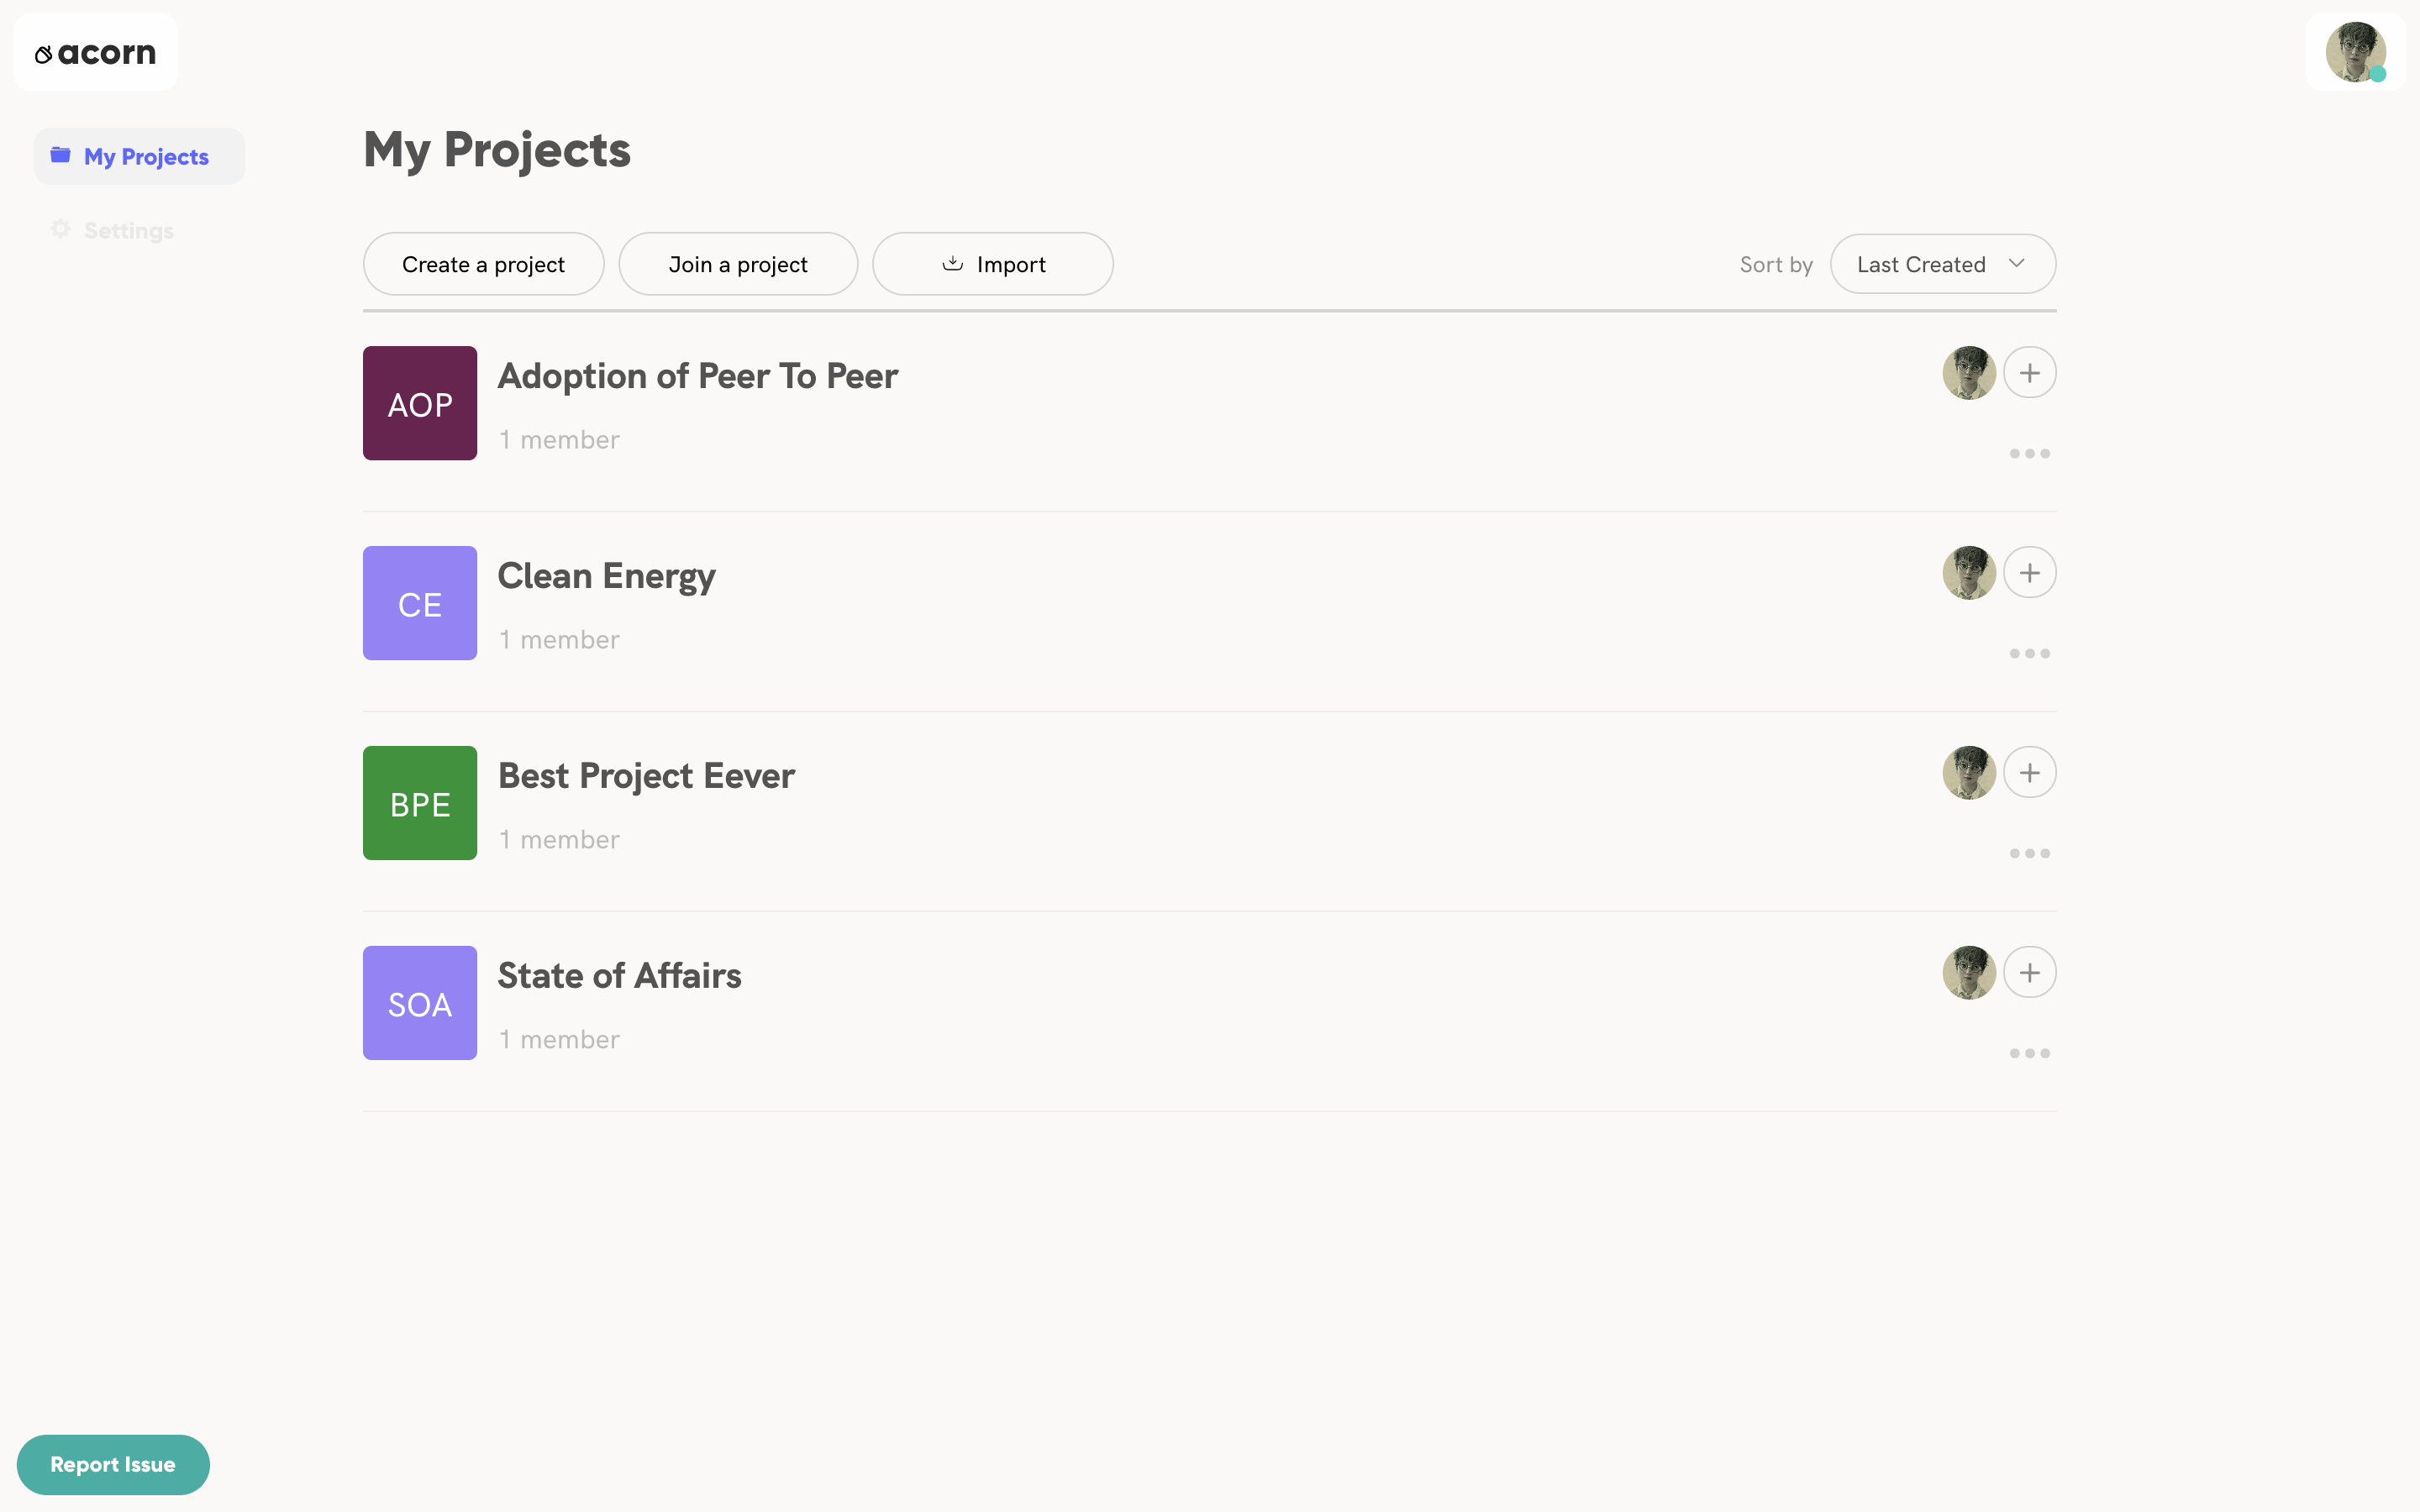 acorn
My Projects
Settings
My Projects
Create a project
Join a project
Import
Sort by
Last Created
AOP
Adoption of Peer To Peer
1 member
CE
Clean Energy
1 member
BPE
Best Project Eever
1 member
SOA
State of Affairs
1 member
Report Issue